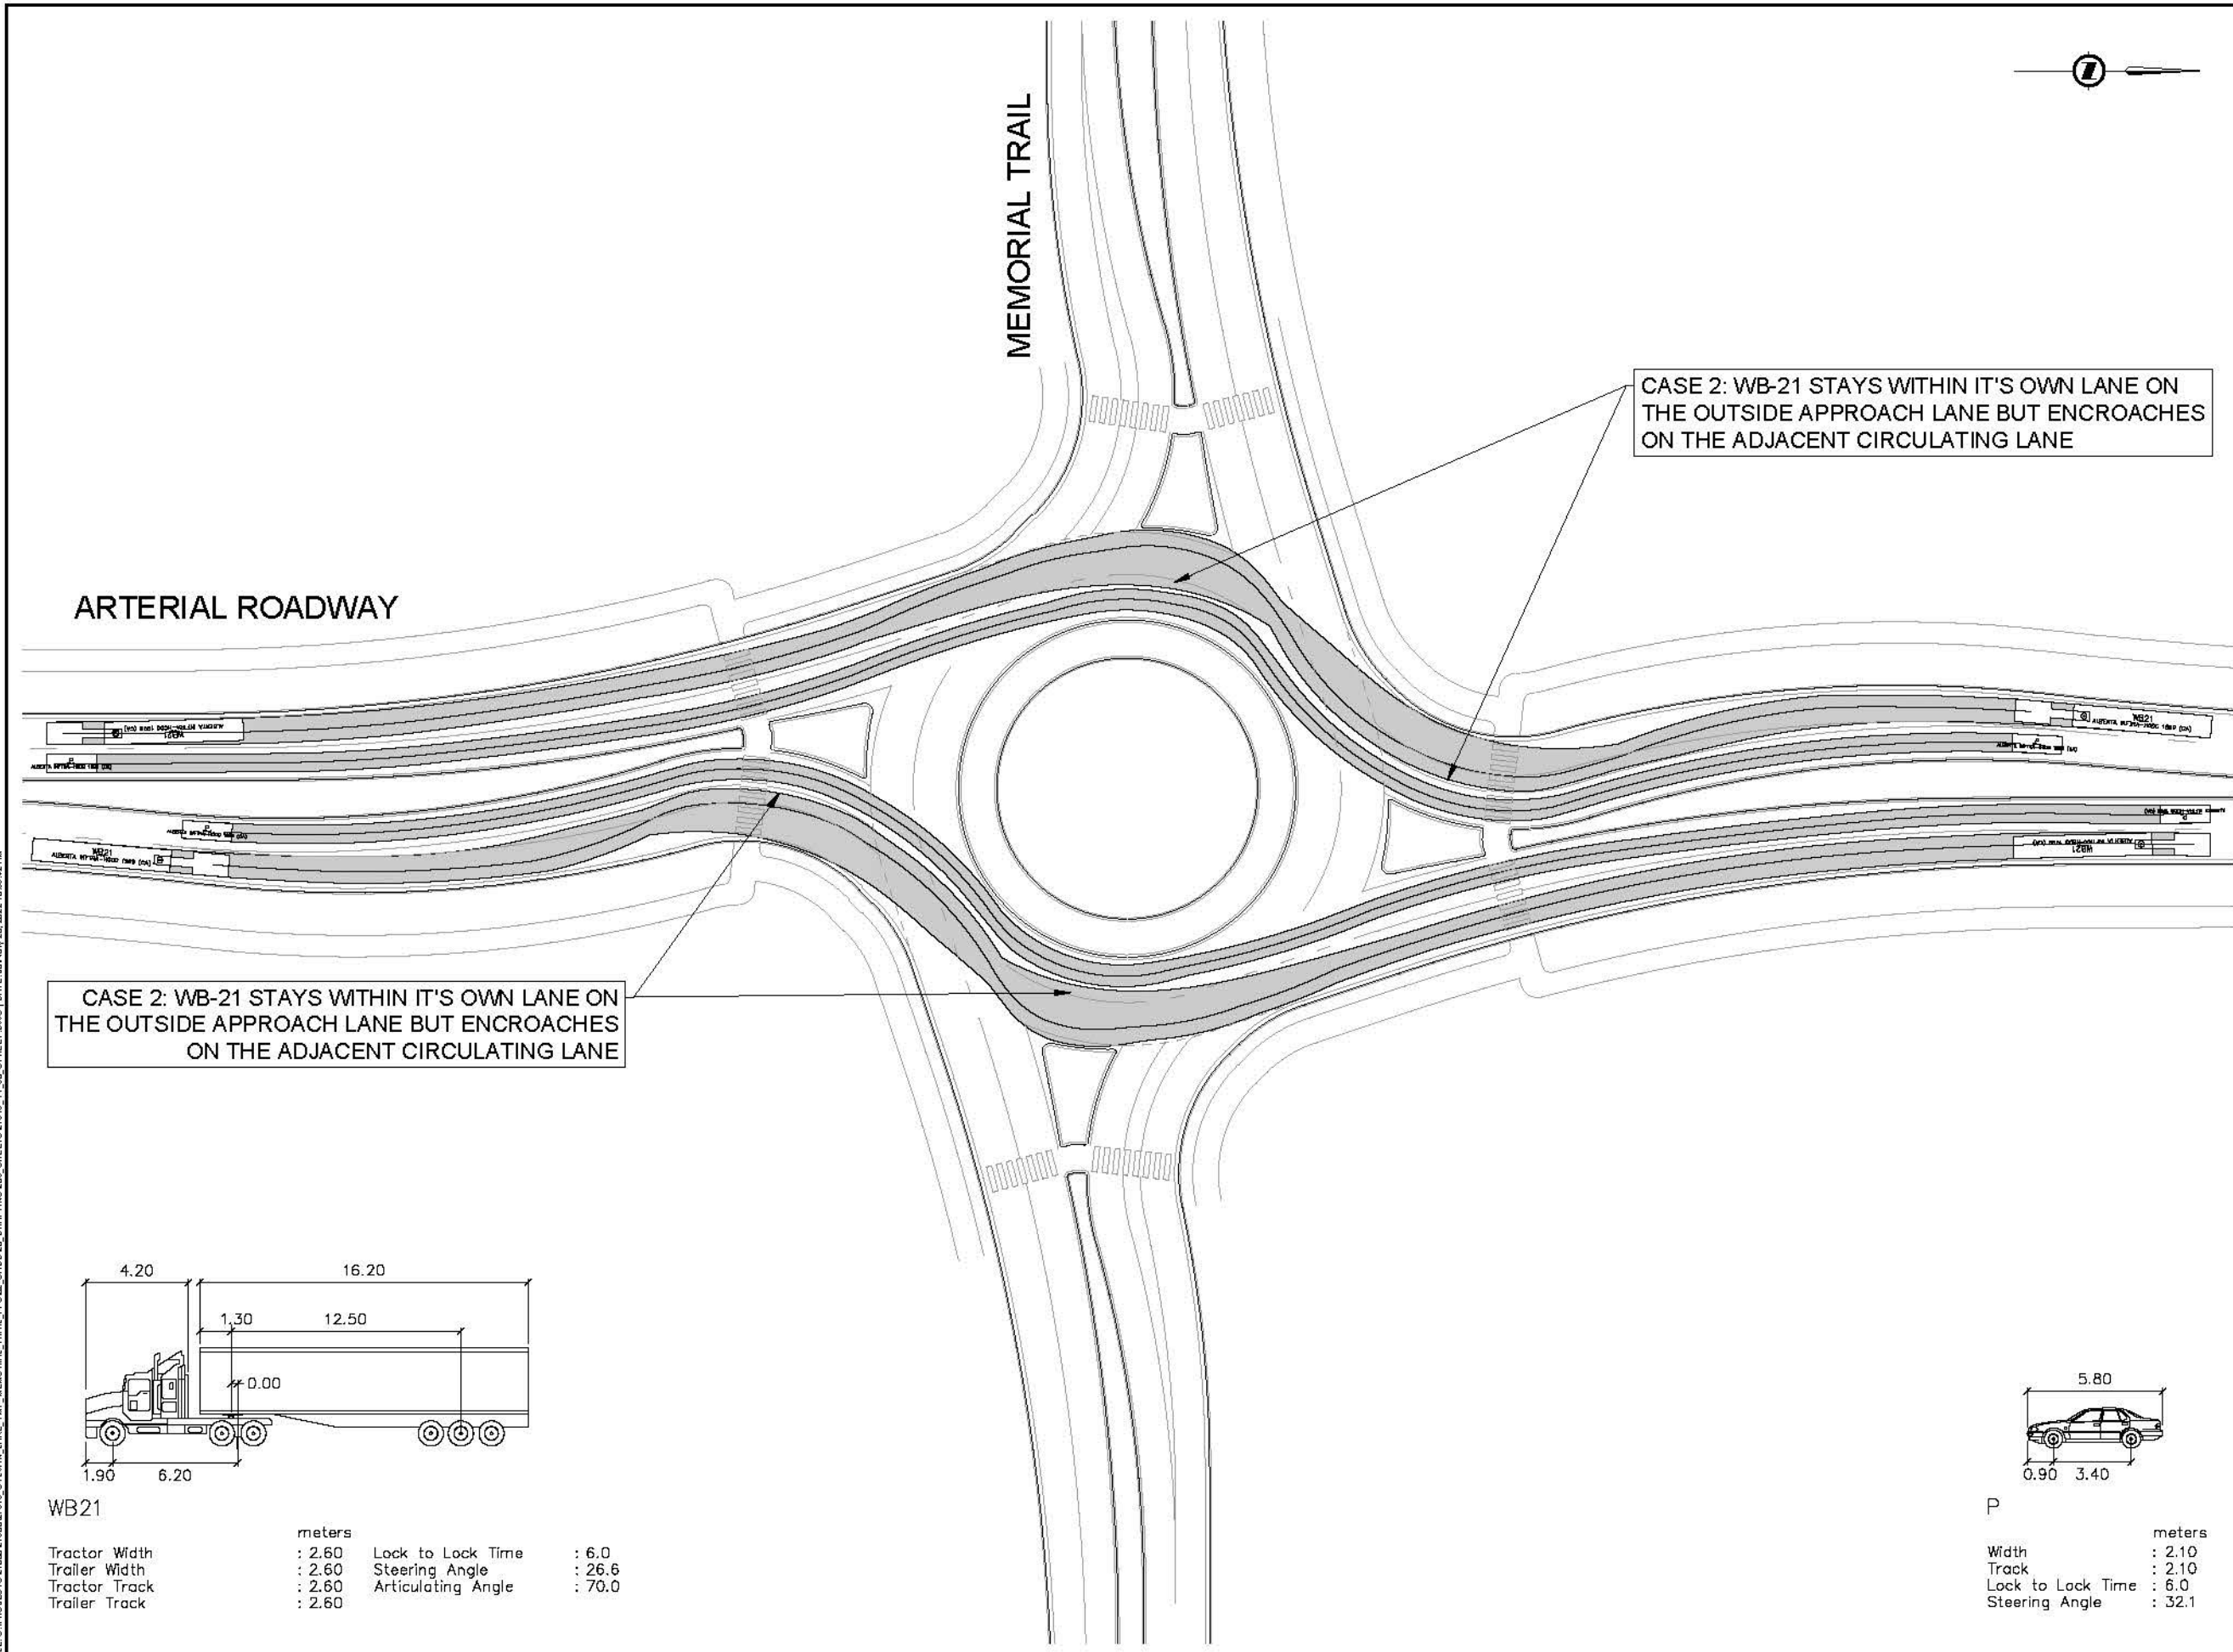 MEMORIAL TRAIL
Z
CASE 2: WB-21 STAYS WITHIN IT'S OWN LANE ON
THE OUTSIDE APPROACH LANE BUT ENCROACHES
ON THE ADJACENT CIRCULATING LANE
ARTERIAL ROADWAY
WB21
WB21
WB21
WB21
P
P
P
P
CASE 2: WB-21 STAYS WITHIN IT'S OWN LANE ON
THE OUTSIDE APPROACH LANE BUT ENCROACHES
ON THE ADJACENT CIRCULATING LANE
4.20 16.20
1.30 12.50
0.00
1.90 6.20
WB21
meters
Tractor Width : 2.60 Lock to Lock Time : 6.0
Trailer Width : 2.60 Steering Angle : 26.6
Tractor Track : 2.60 Articulating Angle : 70.0
Trailer Track : 2.60
5.80
0.90 3.40
P
meters
Width : 2.10
Track : 2.10
Lock to Lock Time : 6.0
Steering Angle : 32.1